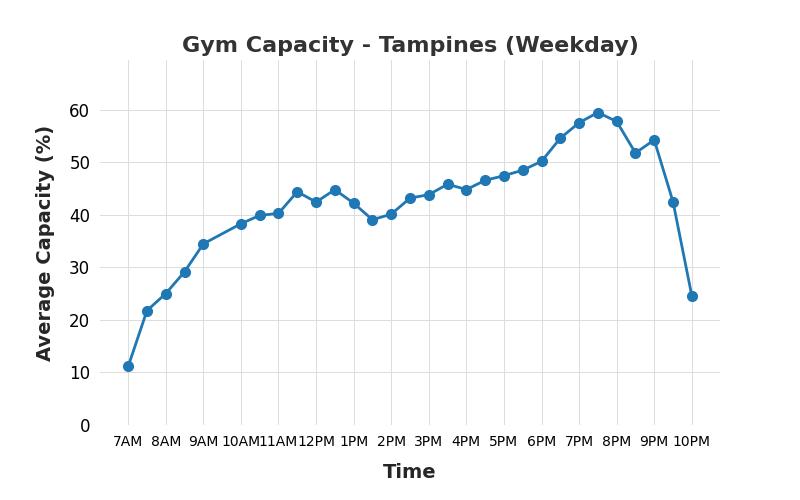 Gym Capacity - Tampines (Weekday)
Average Capacity (%)
60
50
40
30
20
10
0
7AM 8AM 9AM 10AM 11AM 12PM 1PM 2PM 3PM 4PM 5PM 6PM 7PM 8PM 9PM 10PM
Time